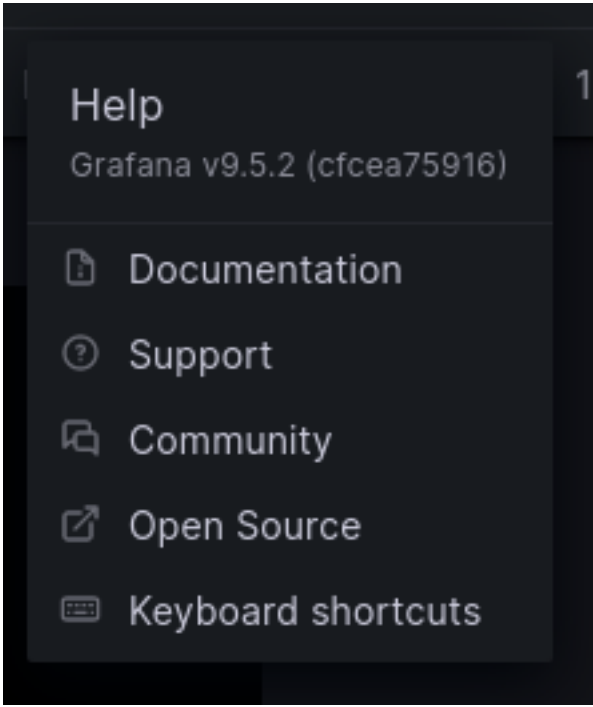 Help
Grafana v9.5.2 (cfcea75916)
Documentation
Support
Community
Open Source
Keyboard shortcuts